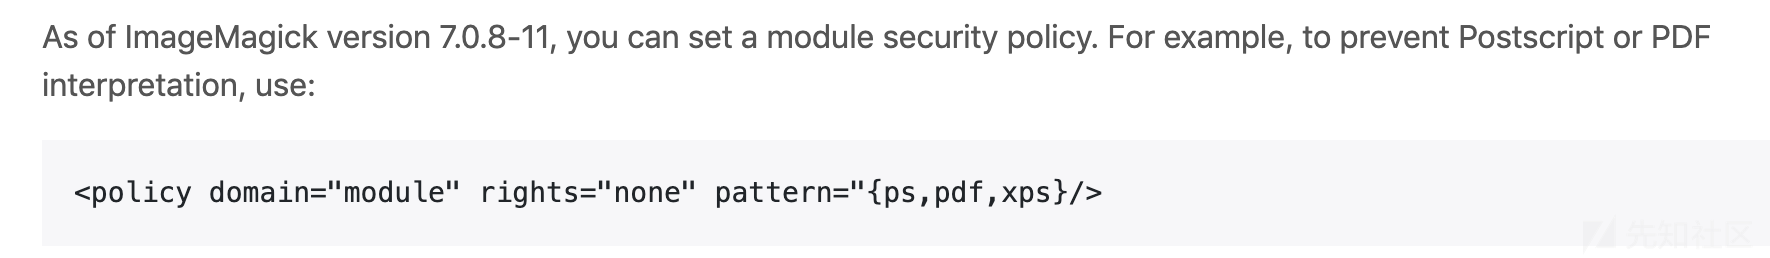 As of ImageMagick version 7.0.8-11, you can set a module security policy. For example, to prevent Postscript or PDF
interpretation, use:
<policy domain="module" rights="none" pattern="{ps,pdf,xps}/>
先知社区